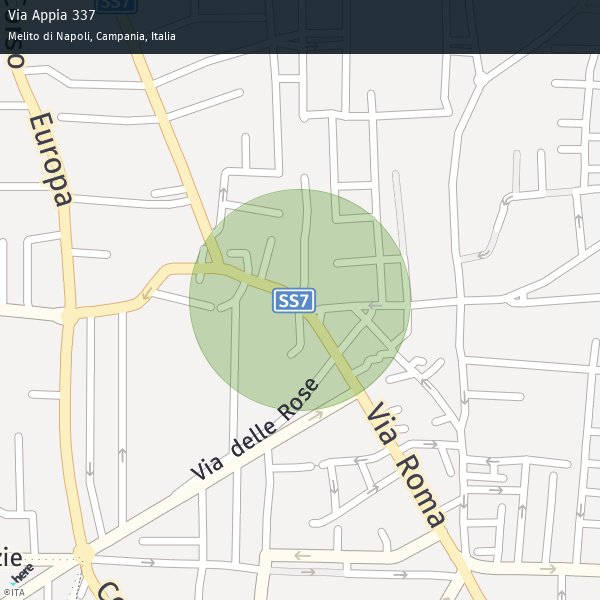 Via Appia 337
Melito di Napoli, Campania, Italia
SS7
Europa
SS7
Via delle Rose
Via Roma
zie
here
©ITA